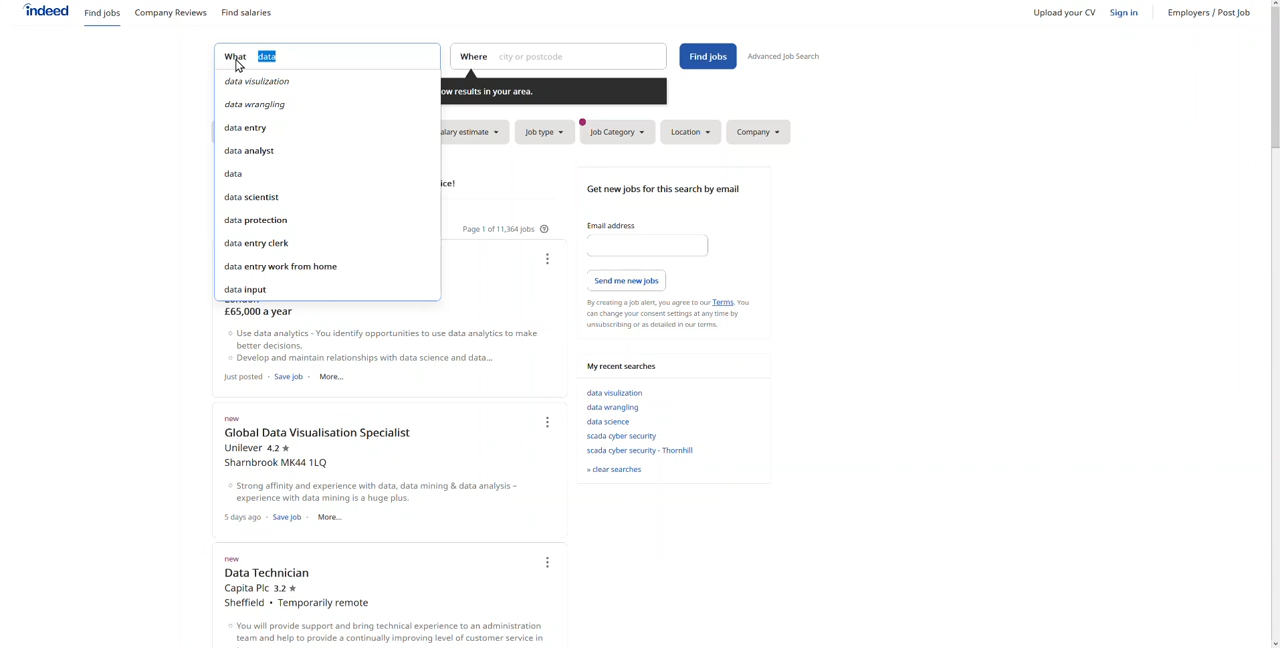 indeed
Find jobs
Company Reviews
Find salaries
Upload your CV
Sign in
Employers / Post Job
What data
Where city or postcode
Find jobs
Advanced Job Search
data visulization
data wrangling
data entry
data analyst
data
data scientist
data protection
data entry clerk
data entry work from home
data input
ow results in your area.
alary estimate
Job type
Job Category
Location
Company
ice!
Page 1 of 11,364 jobs
£65,000 a year
Use data analytics - You identify opportunities to use data analytics to make
better decisions.
Develop and maintain relationships with data science and data...
Just posted · Save job · More...
new
Global Data Visualisation Specialist
Unilever 4.2
Sharnbrook MK44 1LQ
Strong affinity and experience with data, data mining & data analysis –
experience with data mining is a huge plus.
5 days ago · Save job · More...
new
Data Technician
Capita Plc 3.2
Sheffield • Temporarily remote
You will provide support and bring technical experience to an administration
team and help to provide a continually improving level of customer service in
Get new jobs for this search by email
Email address
Send me new jobs
By creating a job alert, you agree to our Terms. You
can change your consent settings at any time by
unsubscribing or as detailed in our terms.
My recent searches
data visulization
data wrangling
data science
scada cyber security
scada cyber security - Thornhill
» clear searches